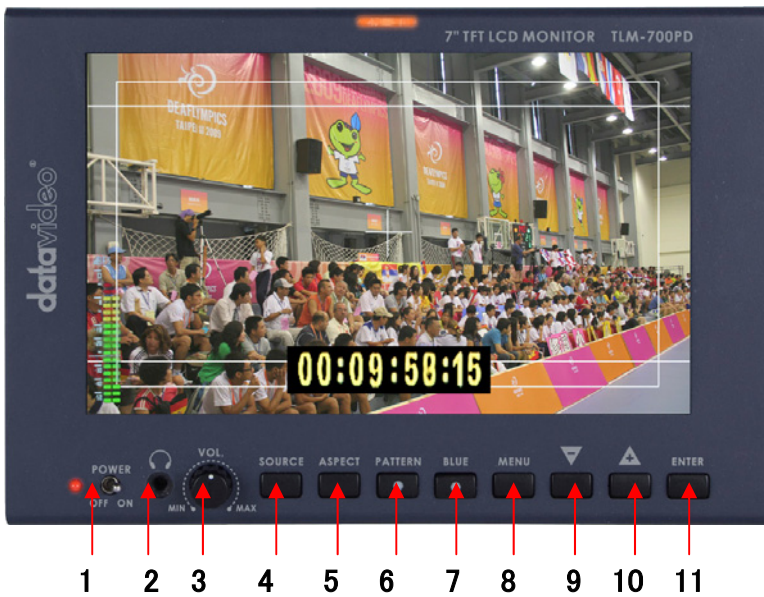 7" TFT LCD MONITOR TLM-700PD
DEAFLYMPICS
TAIPEI 2009
datavideo®
00:09:58:15
POWER
OFF ON
VOL.
MIN MAX
SOURCE
ASPECT
PATTERN
BLUE
MENU
ENTER
1 2 3 4 5 6 7 8 9 10 11